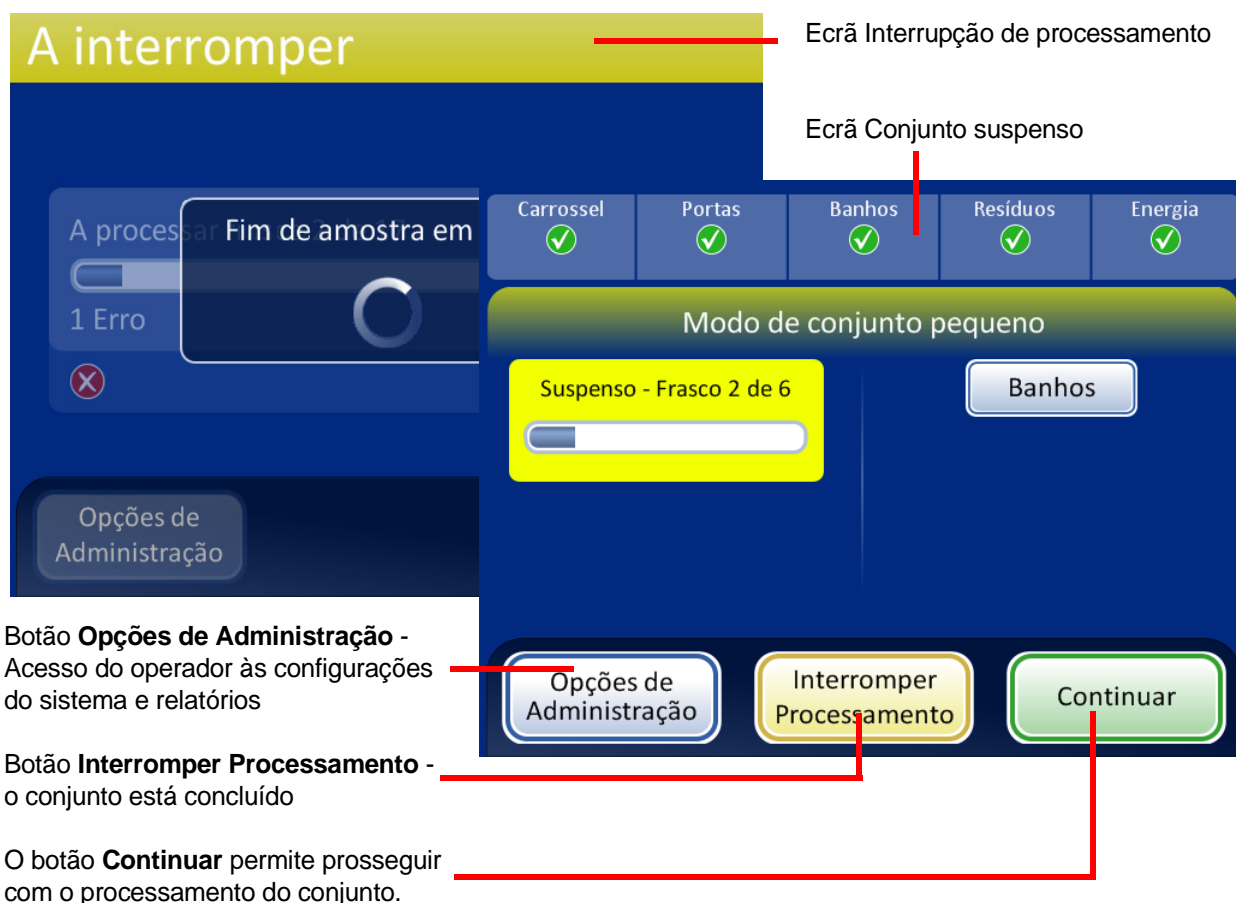 A interromper
Ecrã Interrupção de processamento
Ecrã Conjunto suspenso
A processar
Fim de amostra em
1 Erro
Opções de
Administração
Carrossel
Portas
Banhos
Resíduos
Energia
Modo de conjunto pequeno
Suspenso - Frasco 2 de 6
Banhos
Opções de
Administração
Interromper
Processamento
Continuar
Botão Opções de Administração -
Acesso do operador às configurações
do sistema e relatórios
Botão Interromper Processamento -
o conjunto está concluído
O botão Continuar permite prosseguir
com o processamento do conjunto.